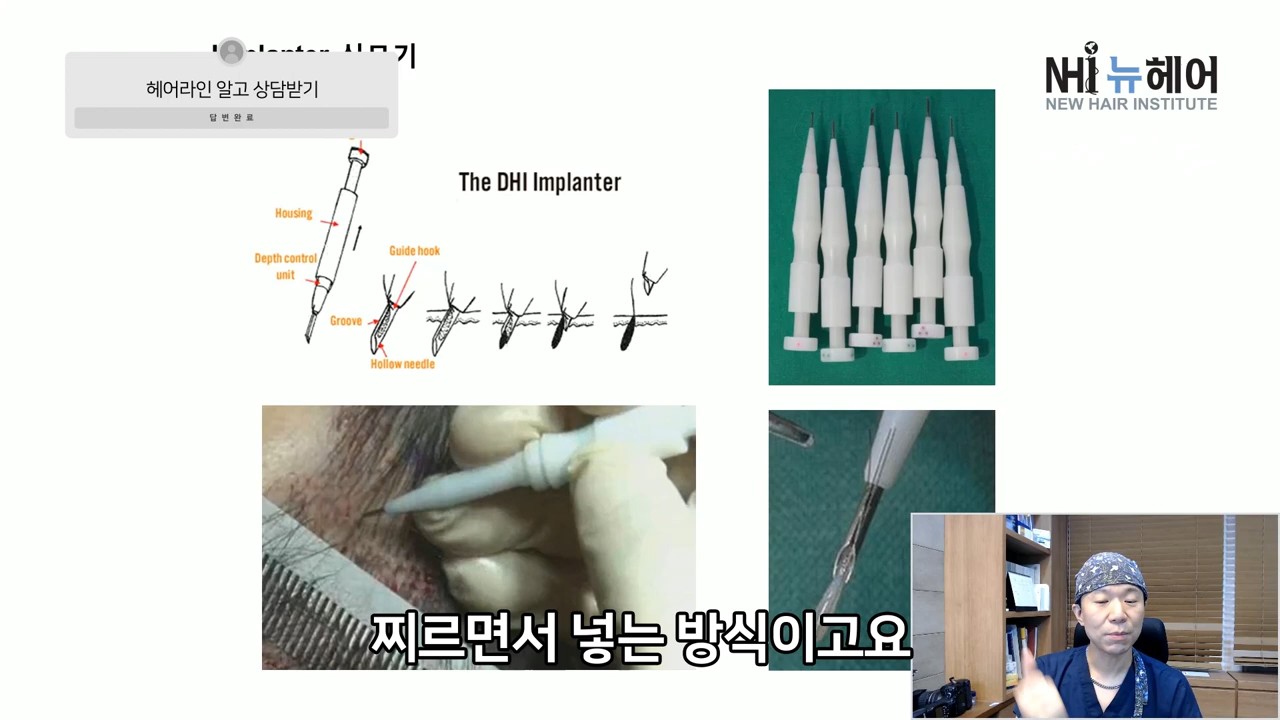 헤어라인 알고 상담받기
답변완료
NHI 뉴헤어
NEW HAIR INSTITUTE
The DHI Implanter
Housing
Depth control
unit
Guide hook
Groove
Hollow needle
찌르면서 넣는 방식이고요